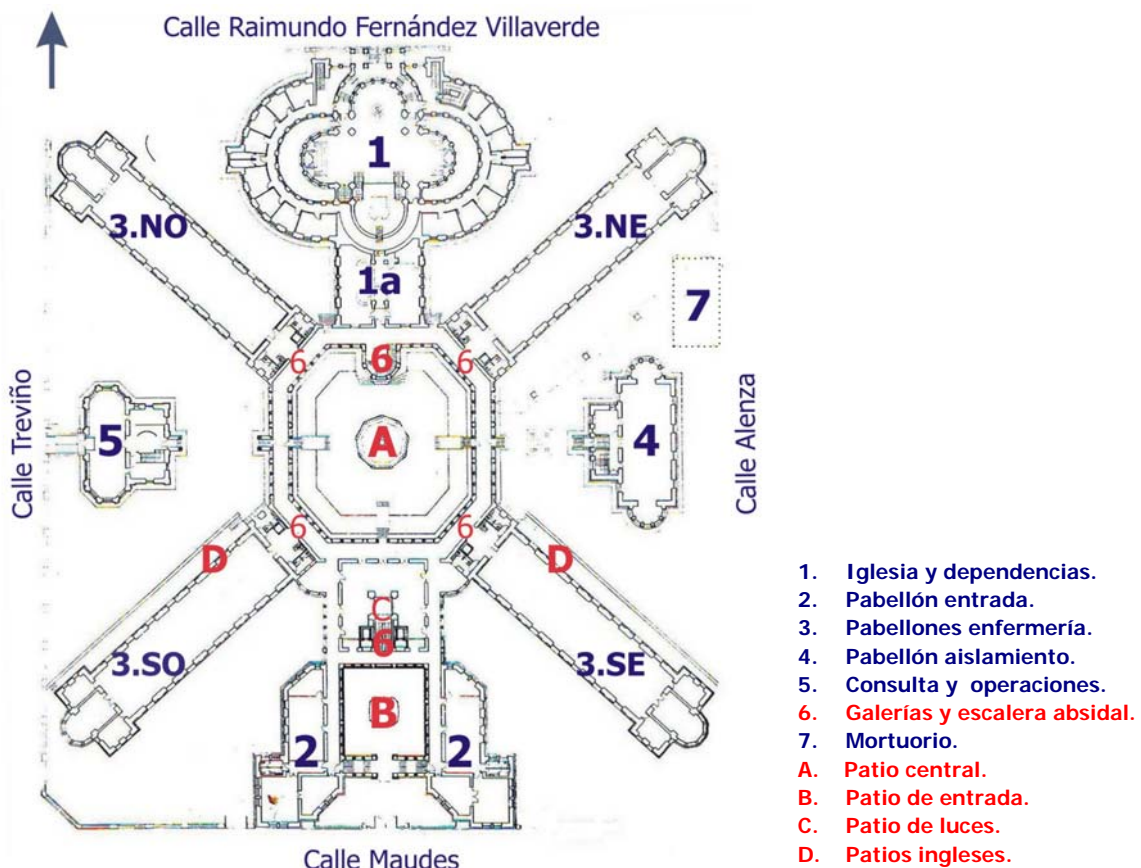 Calle Raimundo Fernández Villaverde
1
3.NO
3.NE
1a
7
6
6
6
Calle Treviño
5
A
4
Calle Alenza
6
6
D
D
C
6
3.SO
3.SE
B
2
2
Calle Maudes
1. Iglesia y dependencias.
2. Pabellón entrada.
3. Pabellones enfermería.
4. Pabellón aislamiento.
5. Consulta y operaciones.
6. Galerías y escalera absidal.
7. Mortuorio.
A. Patio central.
B. Patio de entrada.
C. Patio de luces.
D. Patios ingleses.